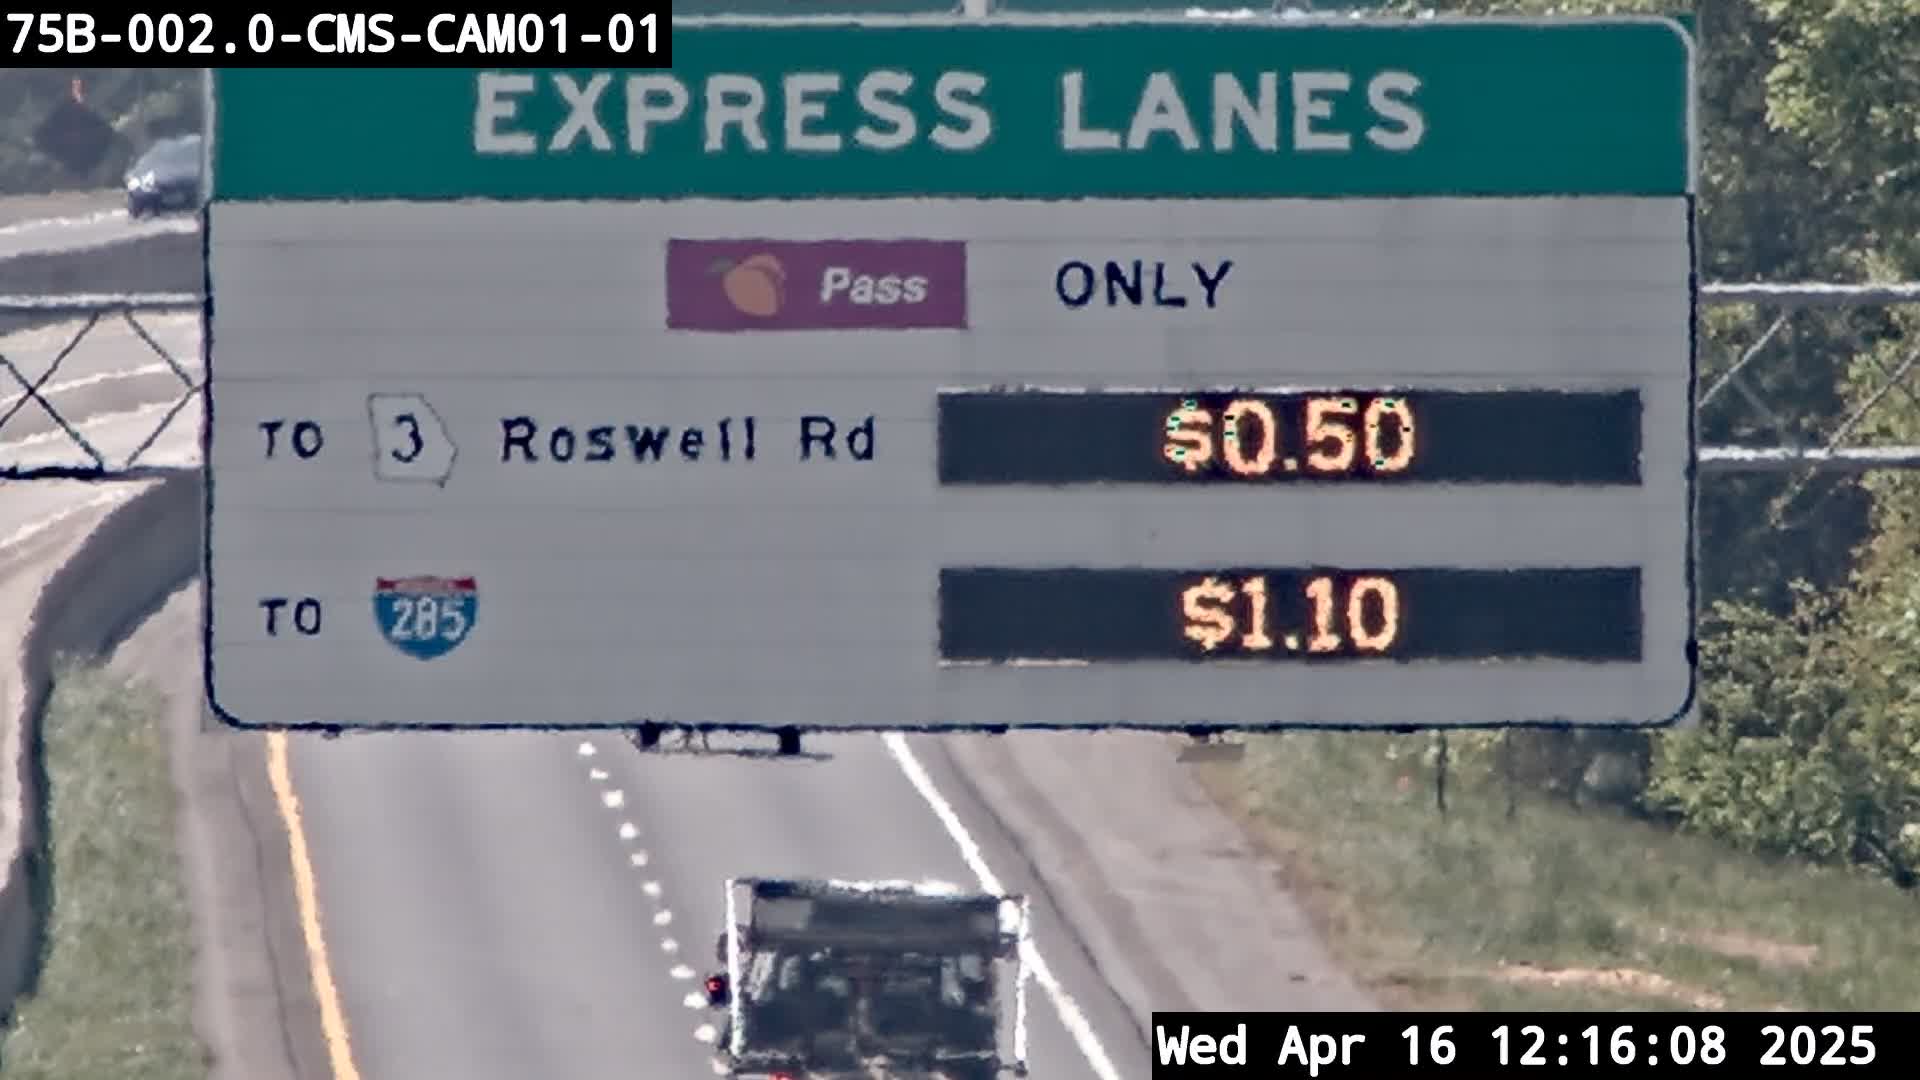 75B-002.0-CMS-CAM01-01
EXPRESS LANES
Pass ONLY
TO 3 Roswell Rd $0.50
TO 285 $1.10
Wed Apr 16 12:16:08 2025